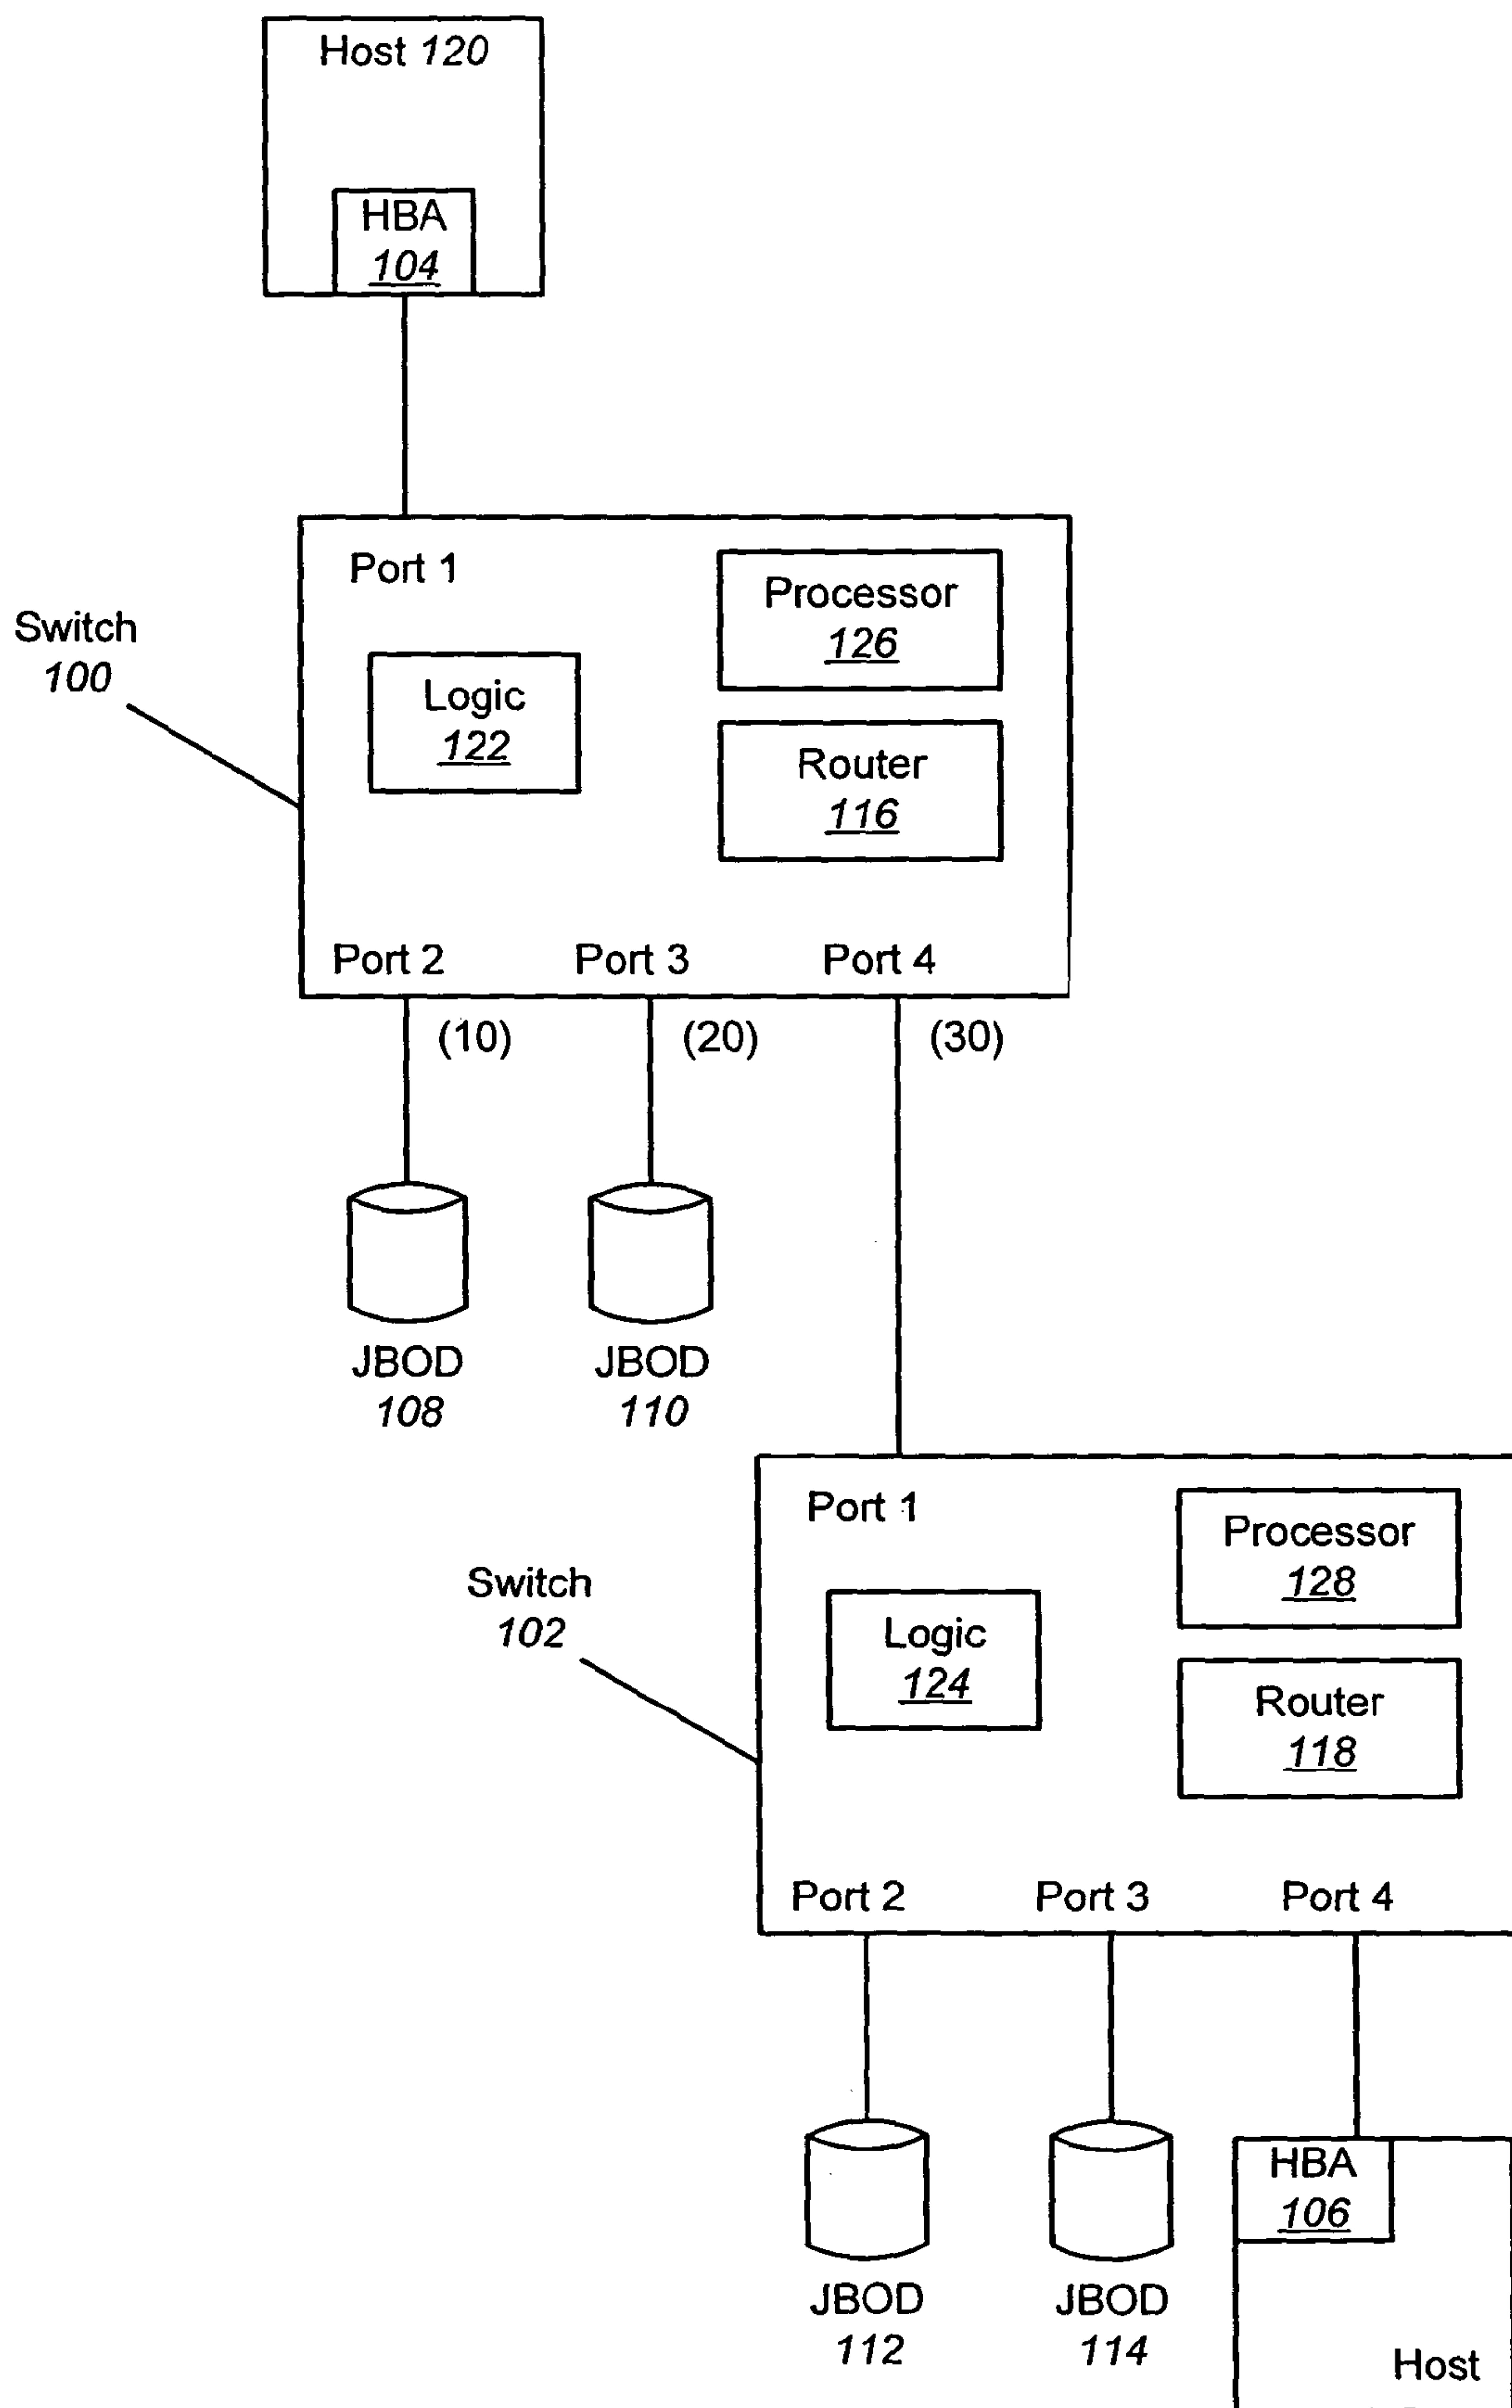 Host 120
HBA
104
Port 1
Processor
126
Switch
100
Logic
122
Router
116
Port 2
Port 3
Port 4
(10)
(20)
(30)
JBOD
108
JBOD
110
Port 1
Processor
128
Switch
102
Logic
124
Router
118
Port 2
Port 3
Port 4
HBA
106
JBOD
112
JBOD
114
Host